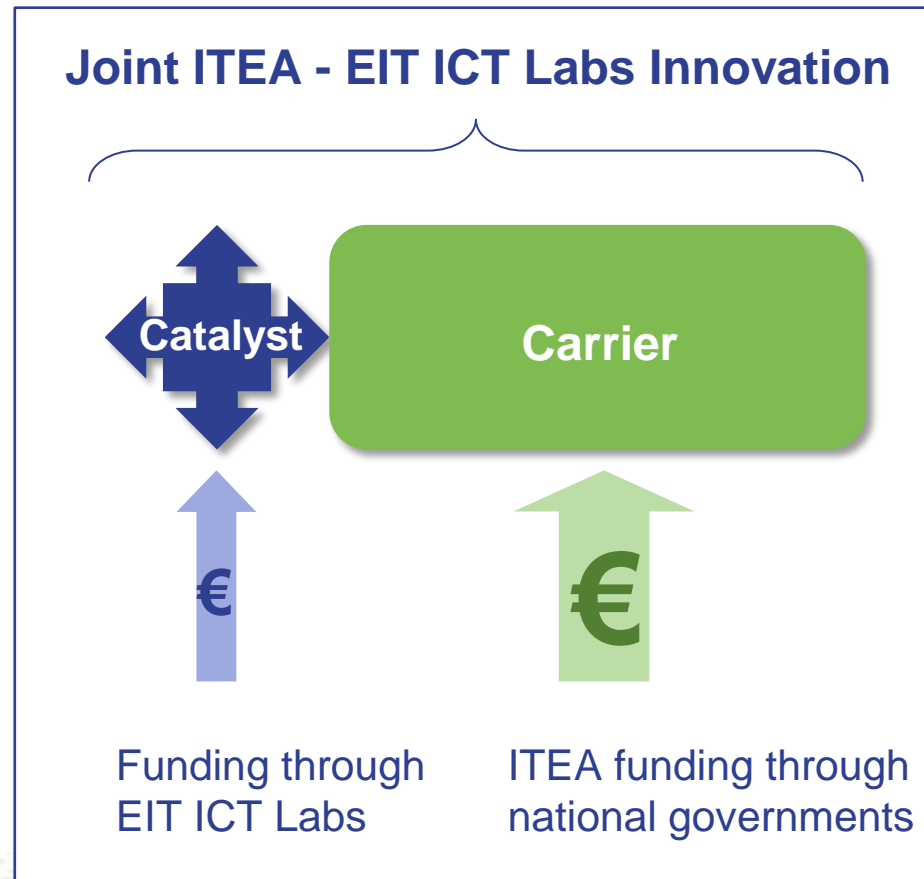 Joint ITEA - EIT ICT Labs Innovation
Catalyst
Carrier
€
€
Funding through
EIT ICT Labs
ITEA funding through
national governments